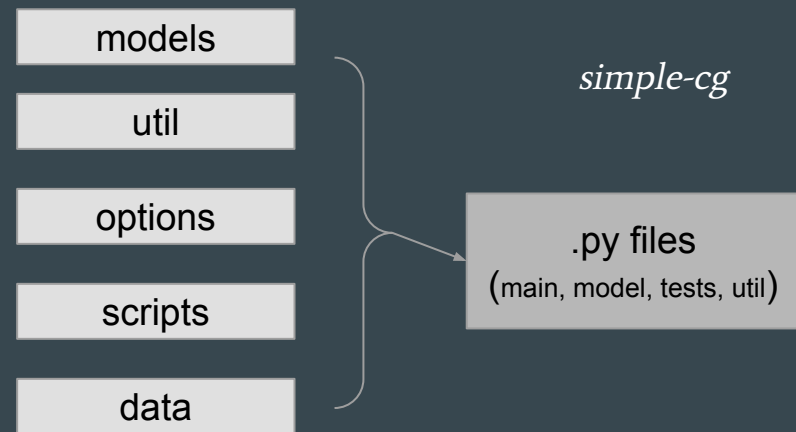 models
util
options
scripts
data
simple-cg
.py files
(main, model, tests, util)